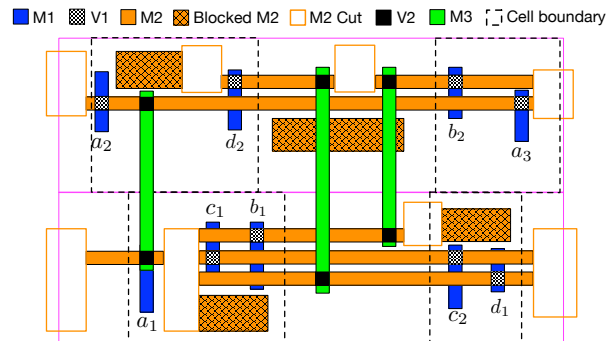 M1 V1 M2 Blocked M2 M2 Cut V2 M3 Cell boundary
a2 d2 b2 a3
c1 b1
a1 c2 d1